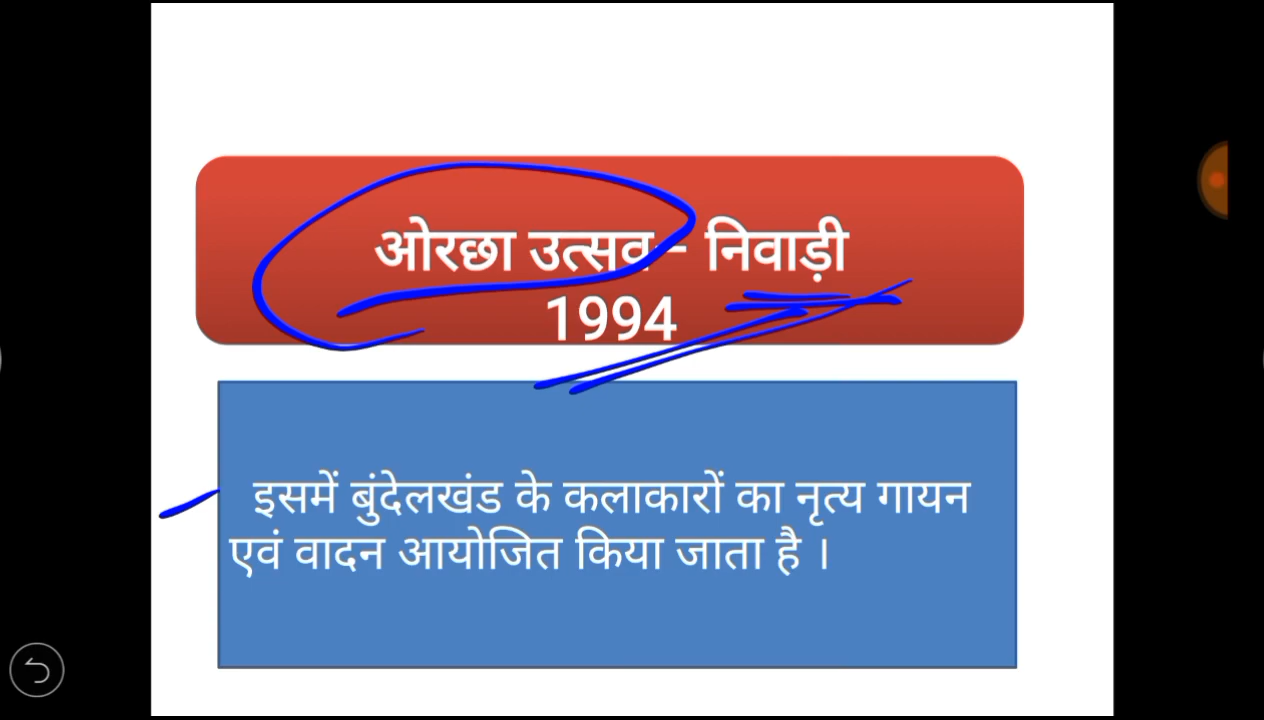 ओरछा उत्सव – निवाड़ी
1994
इसमें बुंदेलखंड के कलाकारों का नृत्य गायन
एवं वादन आयोजित किया जाता है ।